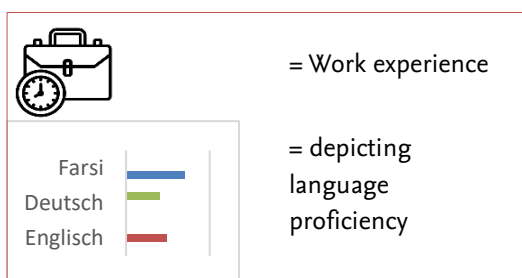 = Work experience
= depicting
language
proficiency
Farsi
Deutsch
Englisch